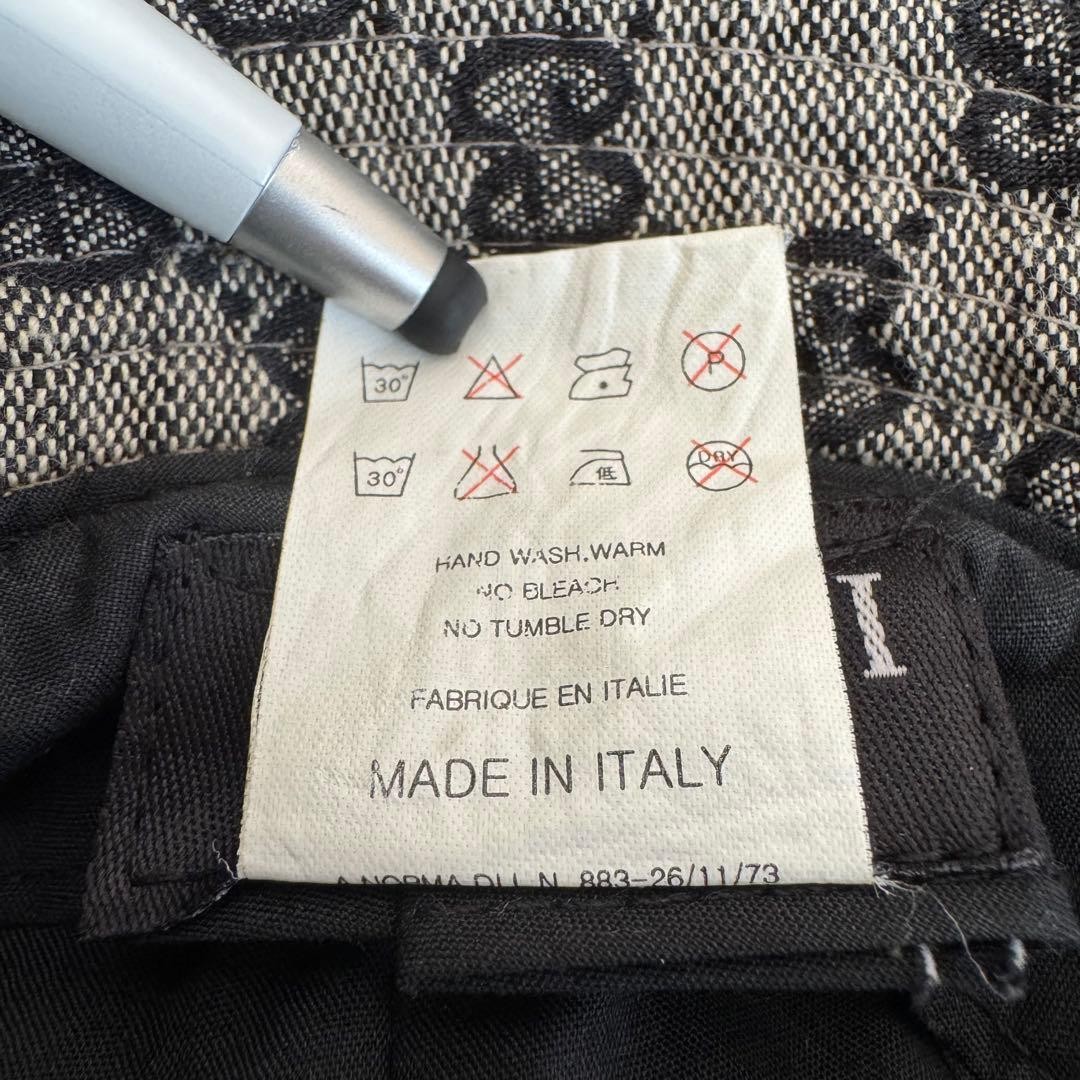 30° P
30° 低 DRY
HAND WASH.WARM
NO BLEACH
NO TUMBLE DRY
I
FABRIQUE EN ITALIE
MADE IN ITALY
A NORMA DLL N. 883-26/11/73